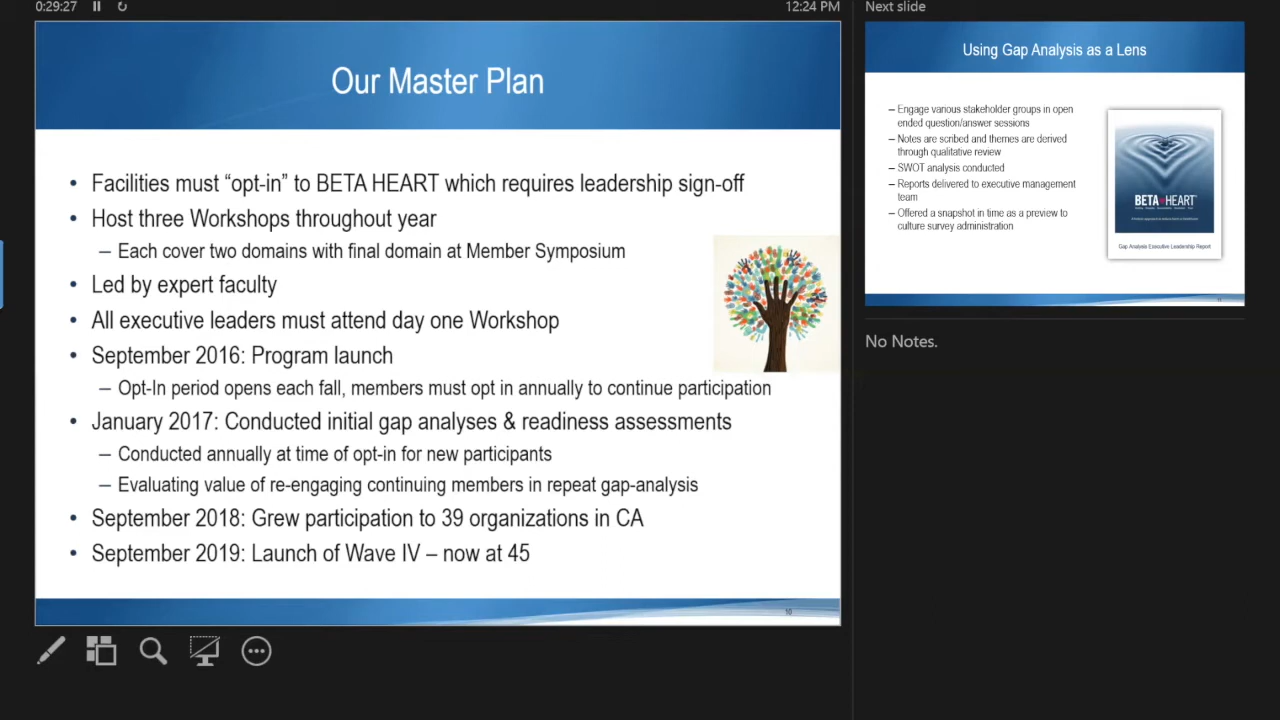 0:29:27
12:24 PM
Next slide
Our Master Plan
• Facilities must “opt-in” to BETA HEART which requires leadership sign-off
• Host three Workshops throughout year
– Each cover two domains with final domain at Member Symposium
• Led by expert faculty
• All executive leaders must attend day one Workshop
• September 2016: Program launch
– Opt-In period opens each fall, members must opt in annually to continue participation
• January 2017: Conducted initial gap analyses & readiness assessments
– Conducted annually at time of opt-in for new participants
– Evaluating value of re-engaging continuing members in repeat gap-analysis
• September 2018: Grew participation to 39 organizations in CA
• September 2019: Launch of Wave IV – now at 45
10
Using Gap Analysis as a Lens
– Engage various stakeholder groups in open
ended question/answer sessions
– Notes are scribed and themes are derived
through qualitative review
– SWOT analysis conducted
– Reports delivered to executive management
team
– Offered a snapshot in time as a preview to
culture survey administration
BETA HEART
Gap Analysis Executive Leadership Report
No Notes.